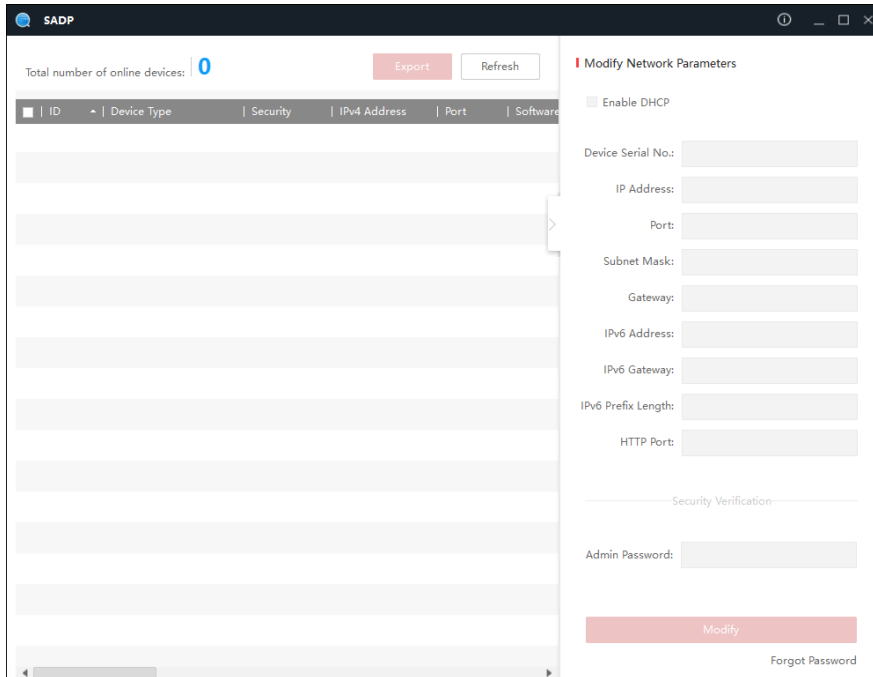 SADP
Total number of online devices: 0
Export
Refresh
ID
Device Type
Security
IPv4 Address
Port
Software
Modify Network Parameters
Enable DHCP
Device Serial No.:
IP Address:
Port:
Subnet Mask:
Gateway:
IPv6 Address:
IPv6 Gateway:
IPv6 Prefix Length:
HTTP Port:
Security Verification
Admin Password:
Modify
Forgot Password